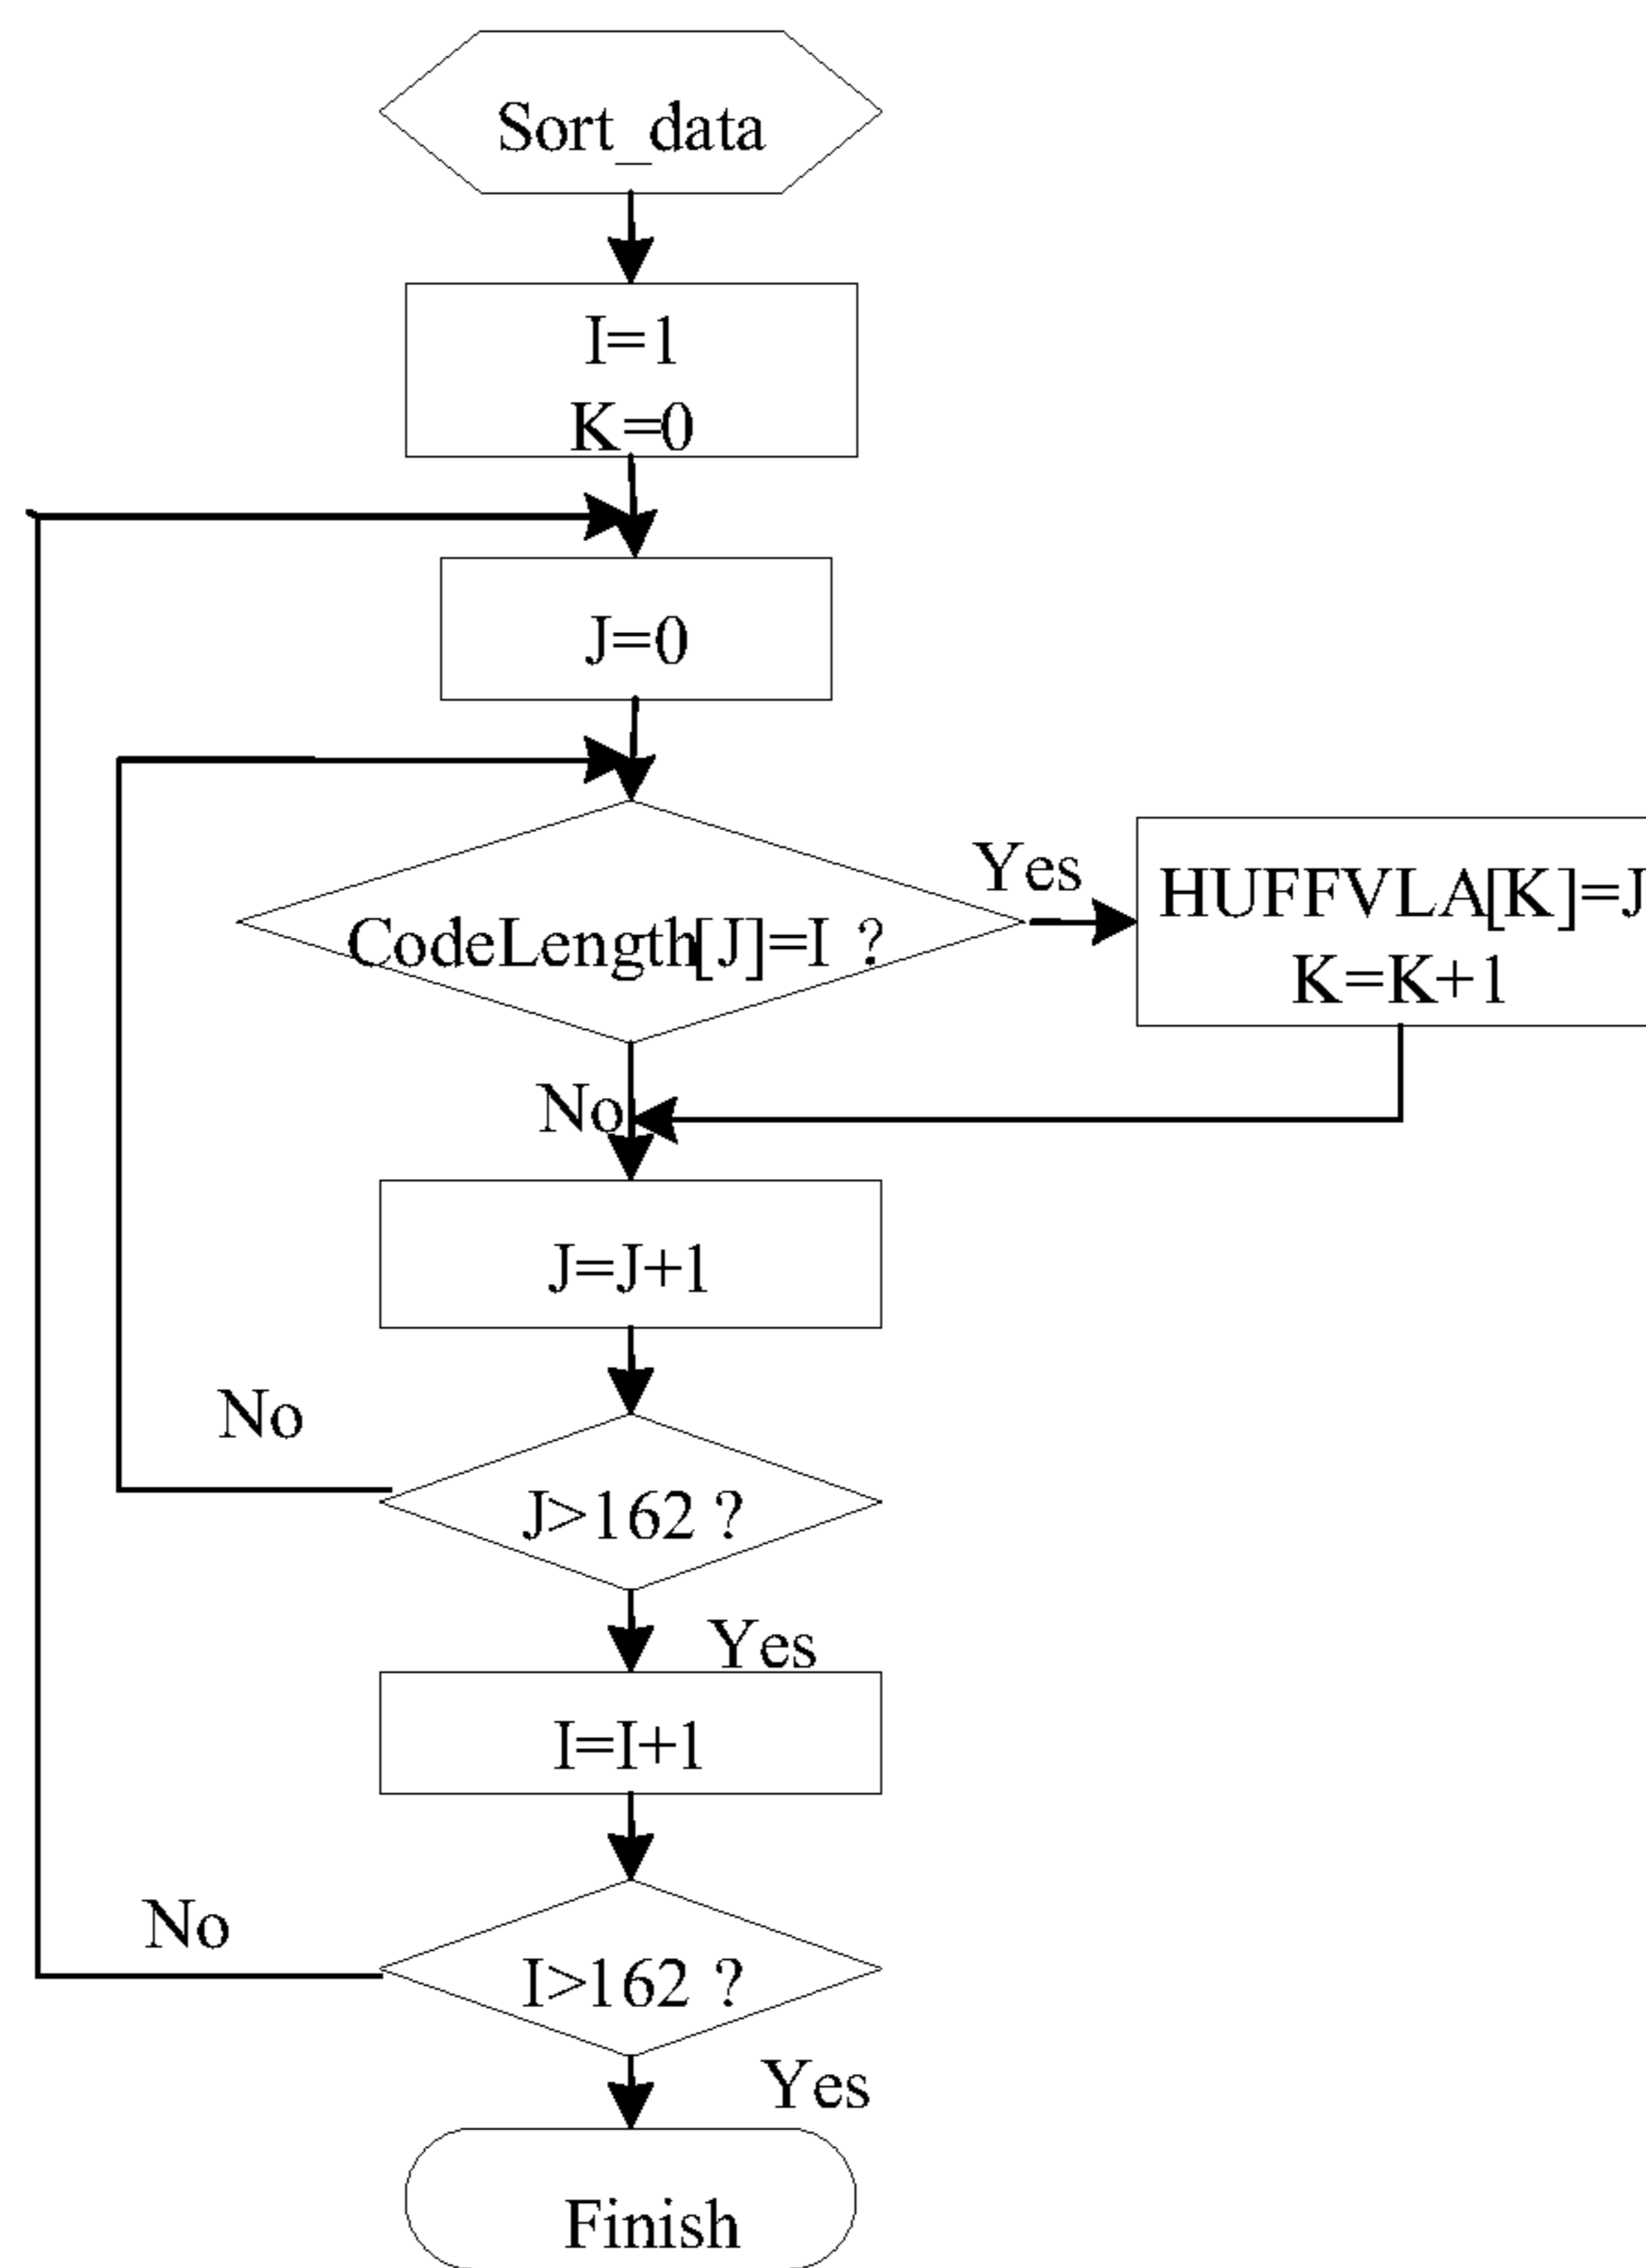 Sort_data
I=1
K=0
J=0
CodeLength[J]=I ?
Yes
HUFFVLA[K]=J
K=K+1
No
J=J+1
No
J>162 ?
Yes
I=I+1
No
I>162 ?
Yes
Finish